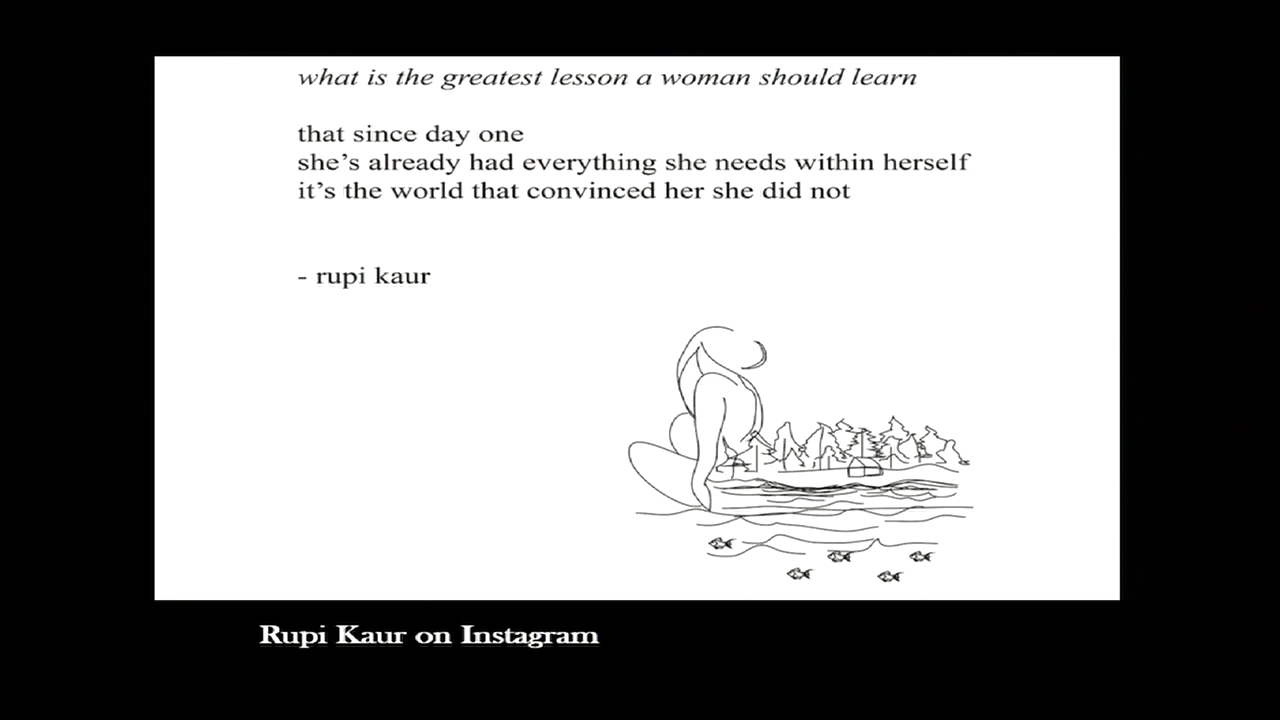 what is the greatest lesson a woman should learn
that since day one
she's already had everything she needs within herself
it's the world that convinced her she did not
- rupi kaur
Rupi Kaur on Instagram